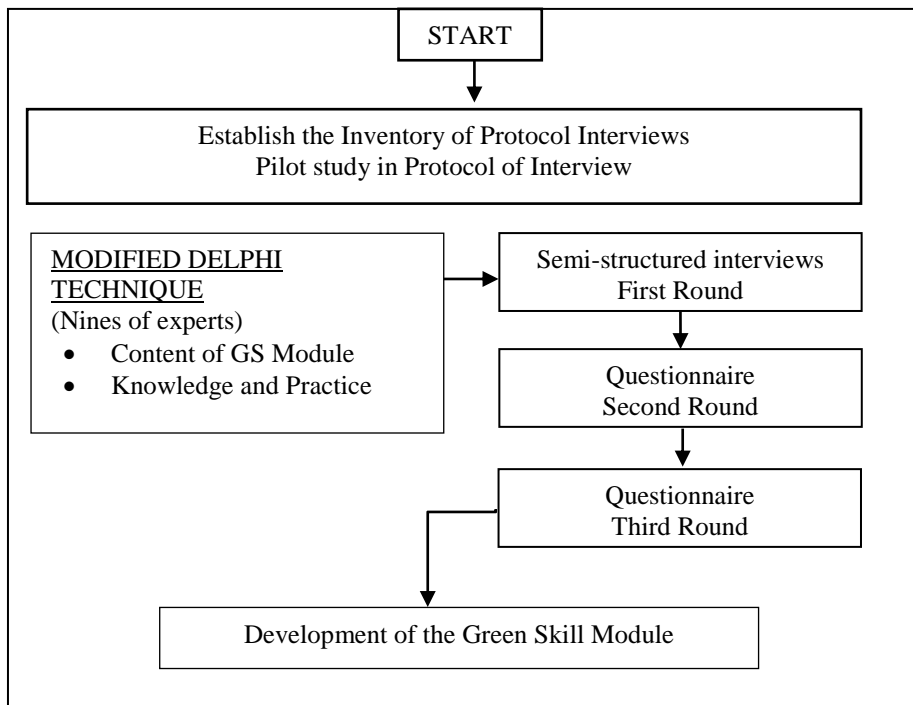 START
Establish the Inventory of Protocol Interviews
Pilot study in Protocol of Interview
MODIFIED DELPHI
TECHNIQUE
(Nines of experts)
• Content of GS Module
• Knowledge and Practice
Semi-structured interviews
First Round
Questionnaire
Second Round
Questionnaire
Third Round
Development of the Green Skill Module